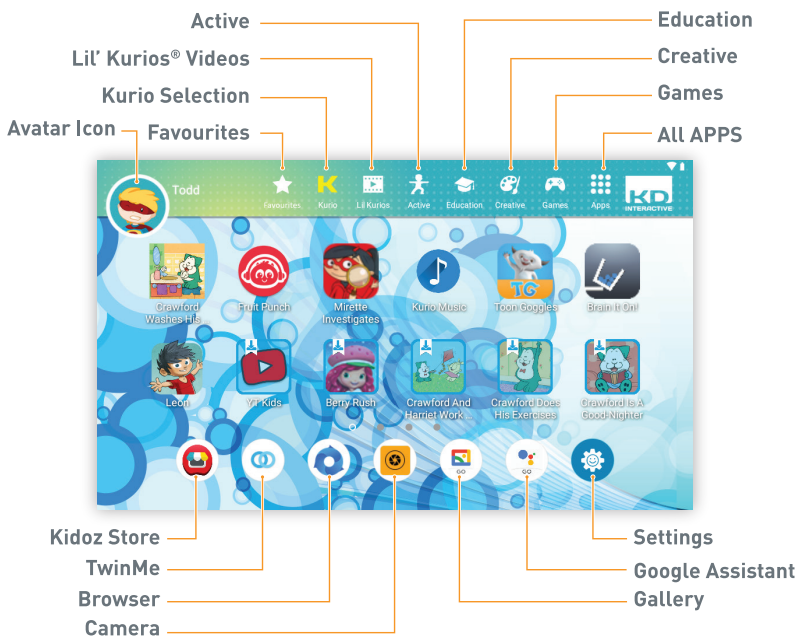 Active
Education
Lil' Kurios® Videos
Creative
Kurio Selection
Games
Avatar Icon
Favourites
All APPS
Todd
Favourites
Kurio
Lil Kurios
Active
Education
Creative
Games
Apps
KD
INTERACTIVE
K
TG
Crawford
Washes His
Fruit Punch
Mirette
Investigates
Kurio Music
Toon Goggles
Brain It On!
Leon
YT Kids
Berry Rush
Crawford And
Harriet Work ...
Crawford Does
His Exercises
Crawford Is A
Good-Nighter
GO
GO
Kidoz Store
Settings
TwinMe
Google Assistant
Browser
Gallery
Camera